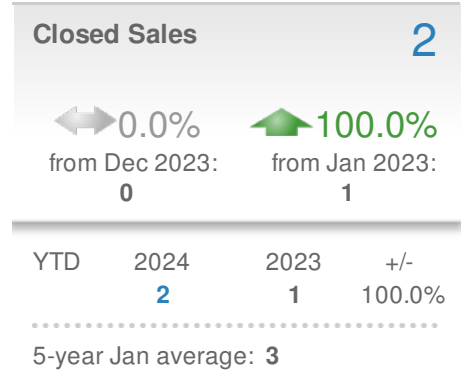 Closed Sales 2
0.0% 100.0%
from Dec 2023: from Jan 2023:
0 1
YTD 2024 2023 +/-
2 1 100.0%
5-year Jan average: 3